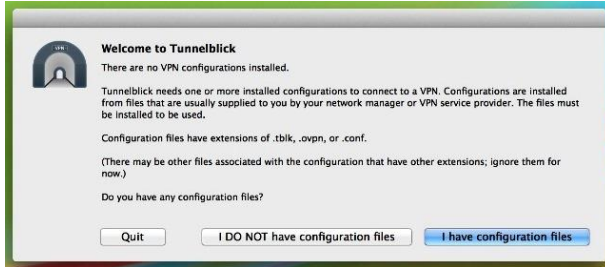 VPN
Welcome to Tunnelblick
There are no VPN configurations installed.
Tunnelblick needs one or more installed configurations to connect to a VPN. Configurations are installed
from files that are usually supplied to you by your network manager or VPN service provider. The files must
be installed to be used.
Configuration files have extensions of .tblk, .ovpn, or .conf.
(There may be other files associated with the configuration that have other extensions; ignore them for
now.)
Do you have any configuration files?
Quit
I DO NOT have configuration files
I have configuration files